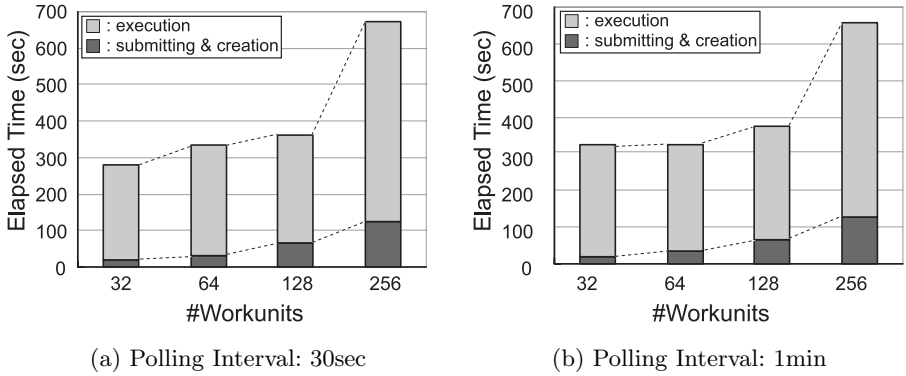 700
600
500
400
300
200
100
0
Elapsed Time (sec)
: execution
: submitting & creation
32 64 128 256
#Workunits
(a) Polling Interval: 30sec
700
600
500
400
300
200
100
0
Elapsed Time (sec)
: execution
: submitting & creation
32 64 128 256
#Workunits
(b) Polling Interval: 1min